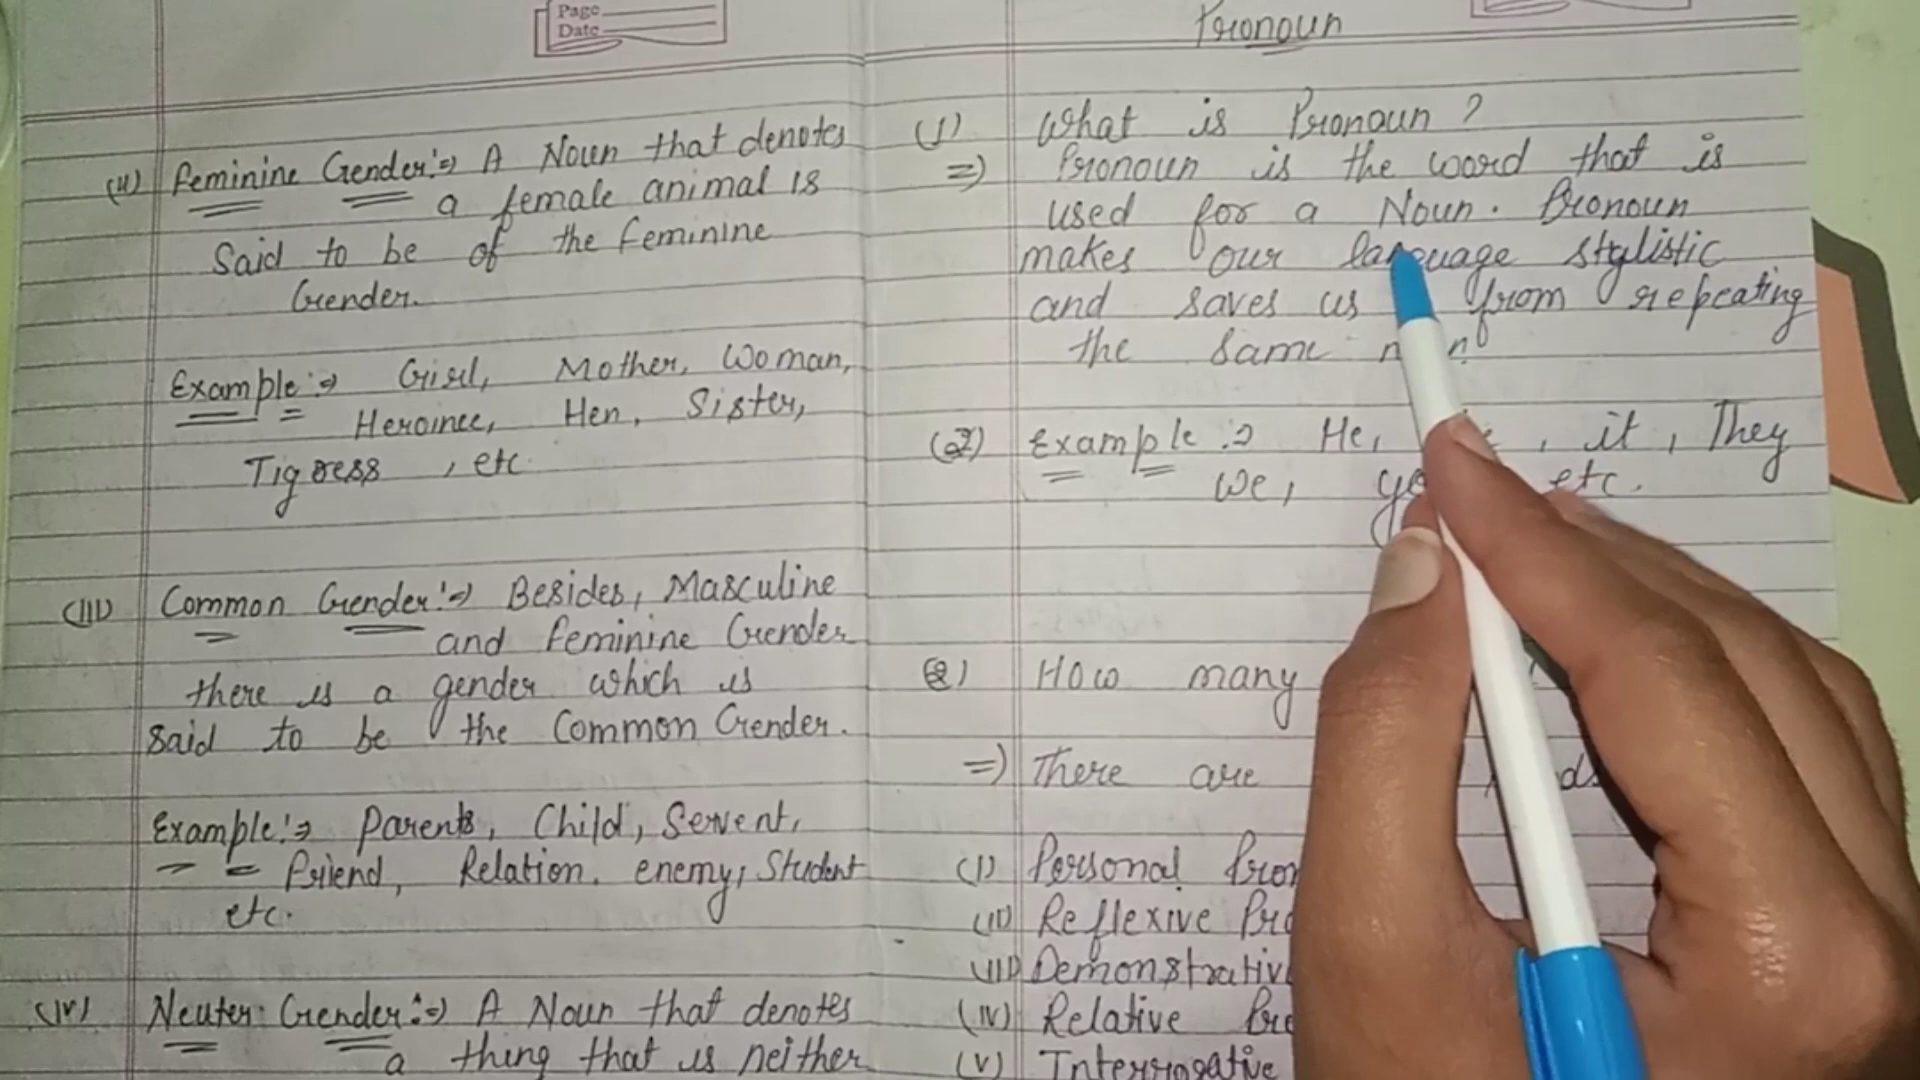 Page
Date
(II) Feminine Gender:⇒ A Noun that denotes
a female animal is
Said to be of the feminine
Gender.
Example:⇒ Girl, Mother, Woman,
Heroinee, Hen, Sister,
Tigress, etc.
(III) Common Gender:⇒ Besides, Masculine
and feminine Gender
there is a gender which is
said to be the Common Gender.
Example:⇒ Parents, Child, Servent,
Friend, Relation, enemy, Student
etc.
(IV) Neuter Gender:⇒ A Noun that denotes
a thing that is neither
Pronoun
(1) What is Pronoun?
⇒) Pronoun is the word that is
used for a Noun. Pronoun
makes our language stylistic
and saves us from repeating
the same
(2) Example:⇒ He, it, They
we, etc.
(2) How many
⇒) There are
(I) Personal
(II) Reflexive
(III) Demonstrative
(IV) Relative
(V) Interrogative